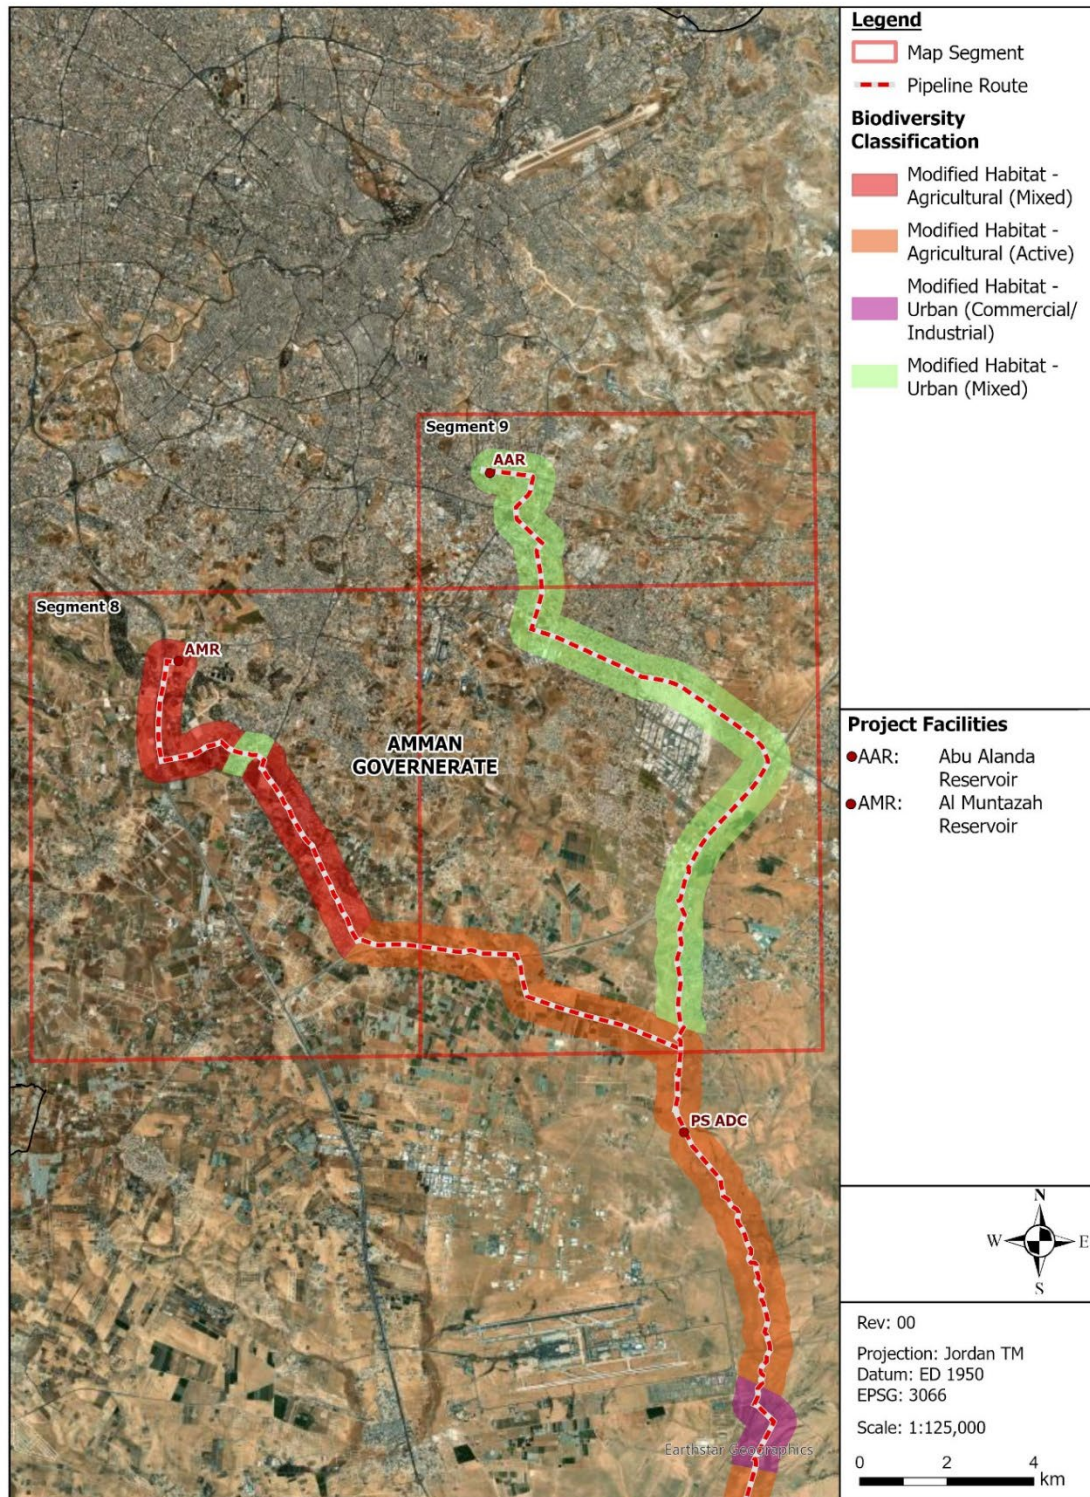 Segment 9
AAR
Segment 8
AMR
AMMAN
GOVERNERATE
PS ADC
Earthstar Geographics
Legend
Map Segment
Pipeline Route
Biodiversity
Classification
Modified Habitat -
Agricultural (Mixed)
Modified Habitat -
Agricultural (Active)
Modified Habitat -
Urban (Commercial/
Industrial)
Modified Habitat -
Urban (Mixed)
Project Facilities
AAR: Abu Alanda
Reservoir
AMR: Al Muntazah
Reservoir
N
W E
S
Rev: 00
Projection: Jordan TM
Datum: ED 1950
EPSG: 3066
Scale: 1:125,000
0 2 4
km